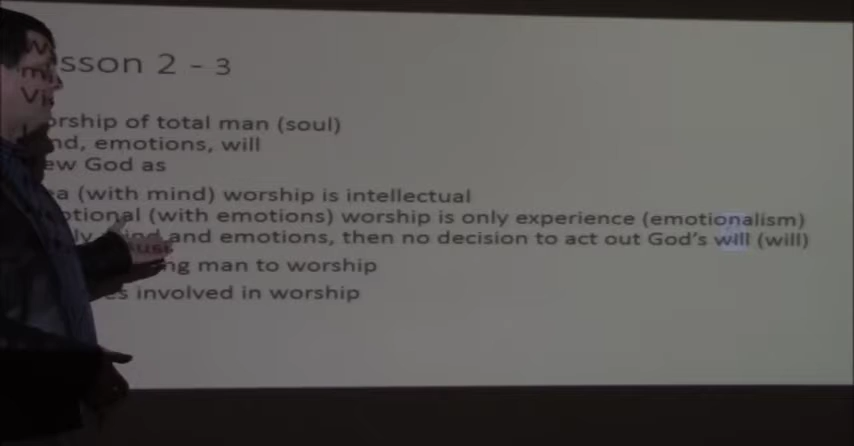 sson 2 - 3
orship of total man (soul)
nd, emotions, will
ew God as
a (with mind) worship is intellectual
otional (with emotions) worship is only experience (emotionalism)
ly mind and emotions, then no decision to act out God's will (will)
ng man to worship
es involved in worship